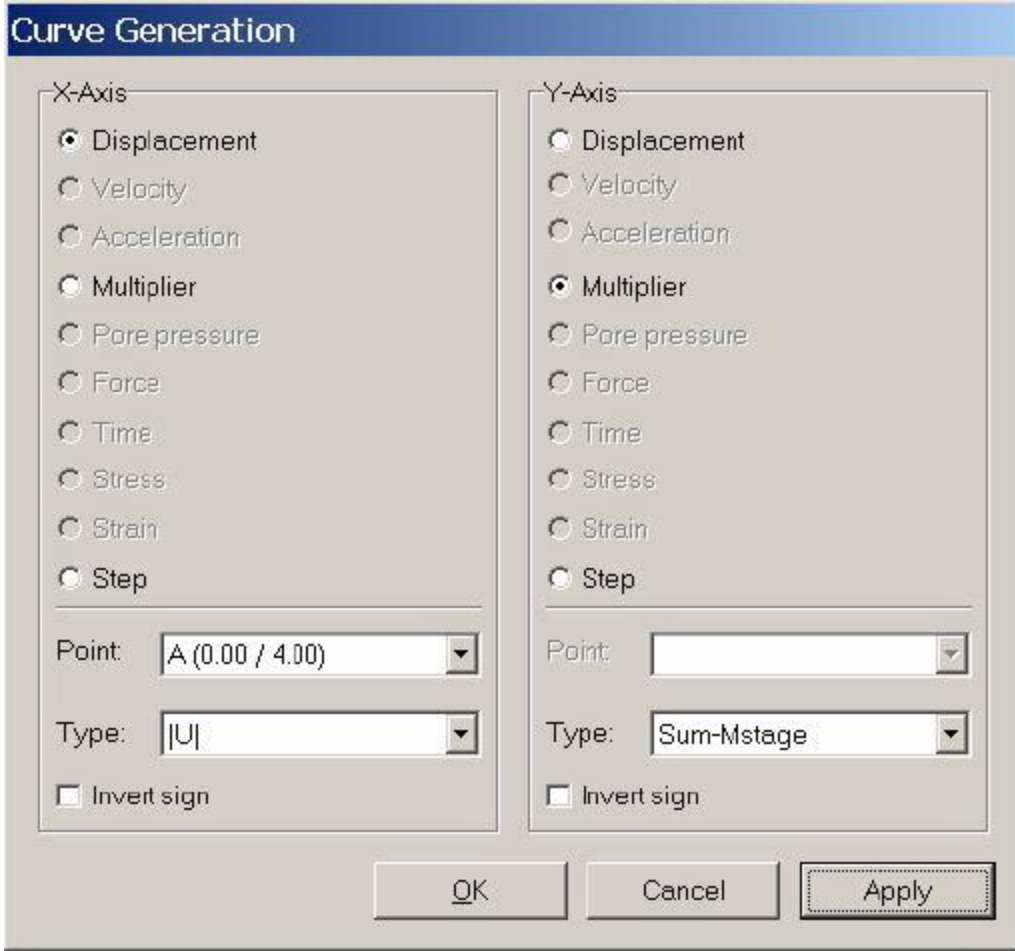 Curve Generation
X-Axis
Displacement
Velocity
Acceleration
Multiplier
Pore pressure
Force
Time
Stress
Strain
Step
Point: A (0.00 / 4.00)
Type: |U|
Invert sign
Y-Axis
Displacement
Velocity
Acceleration
Multiplier
Pore pressure
Force
Time
Stress
Strain
Step
Point:
Type: Sum-Mstage
Invert sign
OK Cancel Apply